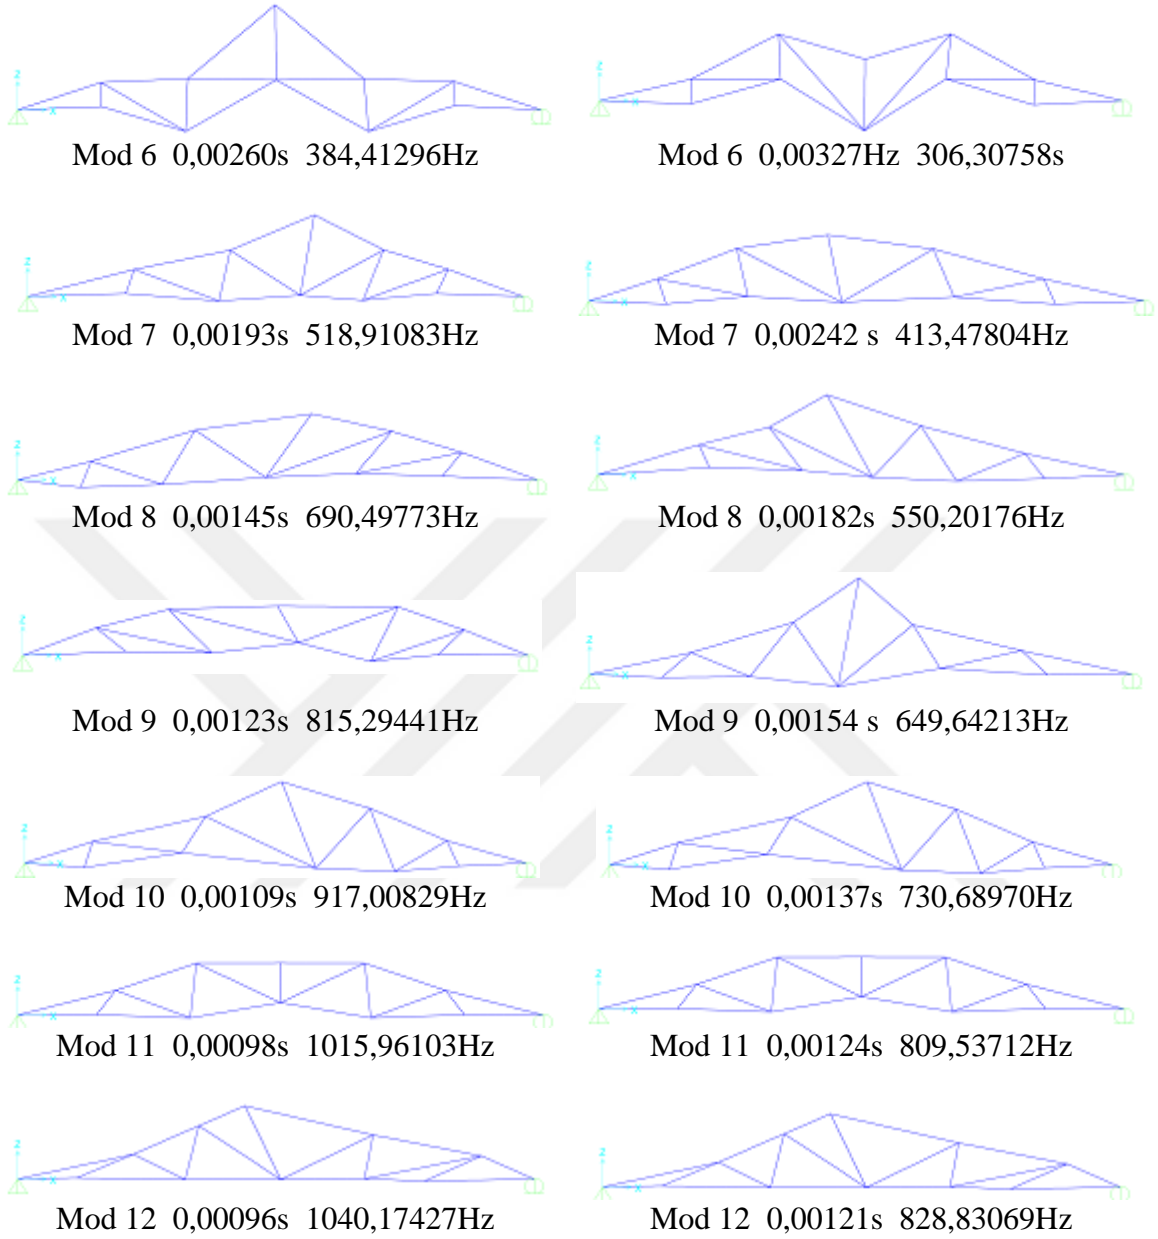 Mod 6 0,00260s 384,41296Hz
Mod 6 0,00327Hz 306,30758s
Mod 7 0,00193s 518,91083Hz
Mod 7 0,00242 s 413,47804Hz
Mod 8 0,00145s 690,49773Hz
Mod 8 0,00182s 550,20176Hz
Mod 9 0,00123s 815,29441Hz
Mod 9 0,00154 s 649,64213Hz
Mod 10 0,00109s 917,00829Hz
Mod 10 0,00137s 730,68970Hz
Mod 11 0,00098s 1015,96103Hz
Mod 11 0,00124s 809,53712Hz
Mod 12 0,00096s 1040,17427Hz
Mod 12 0,00121s 828,83069Hz